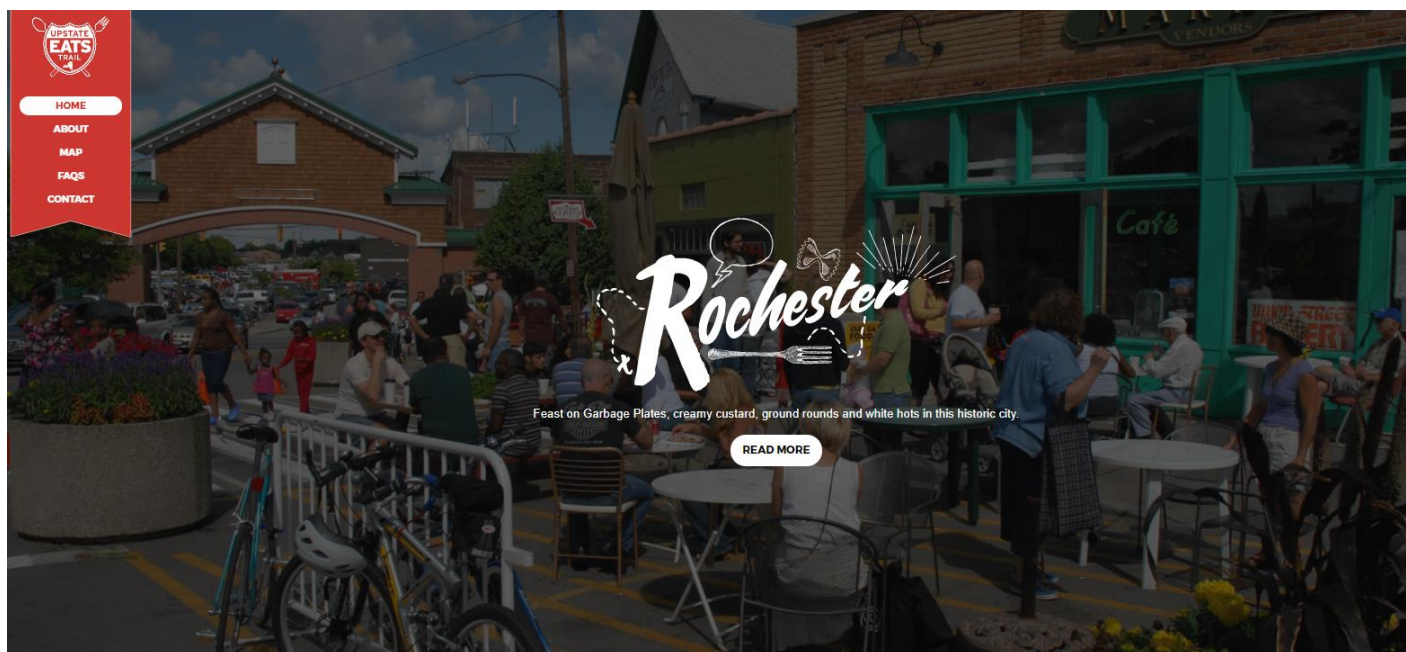 UPSTATE
EATS
TRAIL
HOME
ABOUT
MAP
FAQS
CONTACT
VENDORS
Café
Rochester
Feast on Garbage Plates, creamy custard, ground rounds and white hots in this historic city.
READ MORE